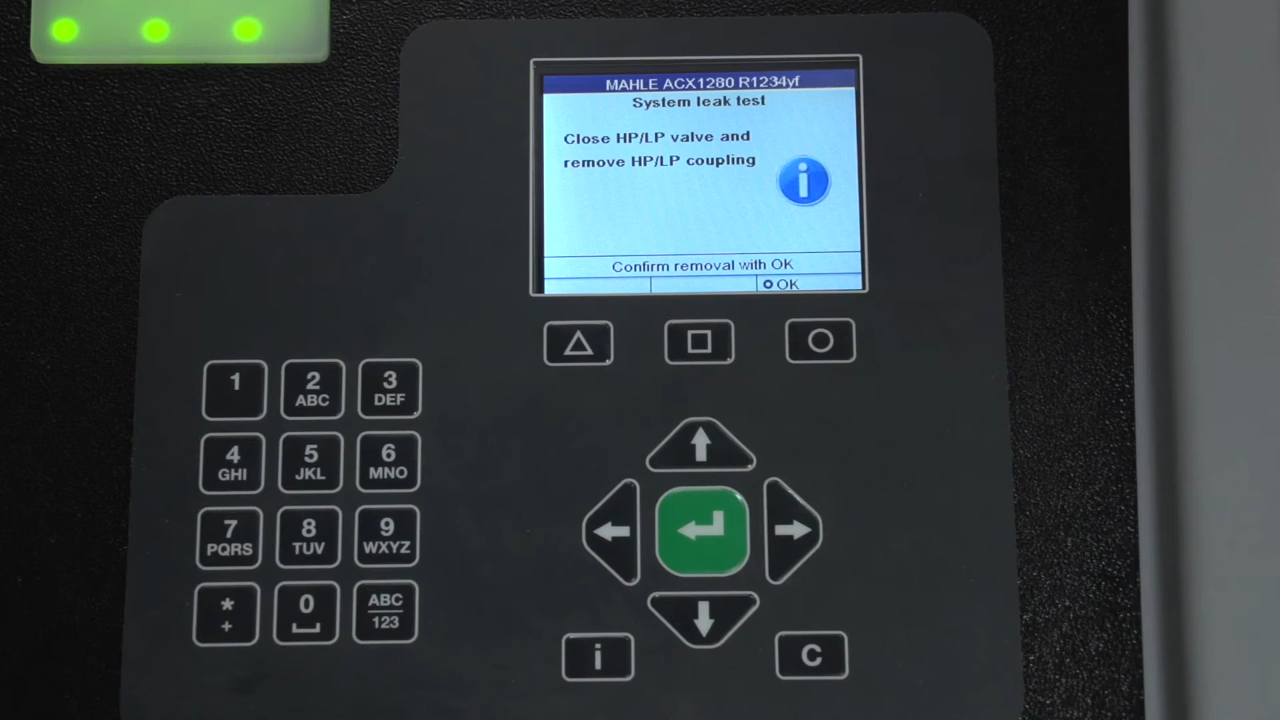 MAHLE ACX1280 R1234yf
System leak test
Close HP/LP valve and
remove HP/LP coupling
i
Confirm removal with OK
OK
1
2
ABC
3
DEF
4
GHI
5
JKL
6
MNO
7
PQRS
8
TUV
9
WXYZ
*
+
0
ABC
123
i
C